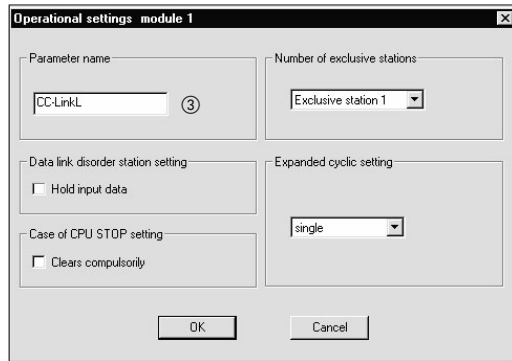 Operational settings module 1
Parameter name
CC-LinkL
③
Number of exclusive stations
Exclusive station 1
Data link disorder station setting
Hold input data
Expanded cyclic setting
single
Case of CPU STOP setting
Clears compulsorily
OK
Cancel